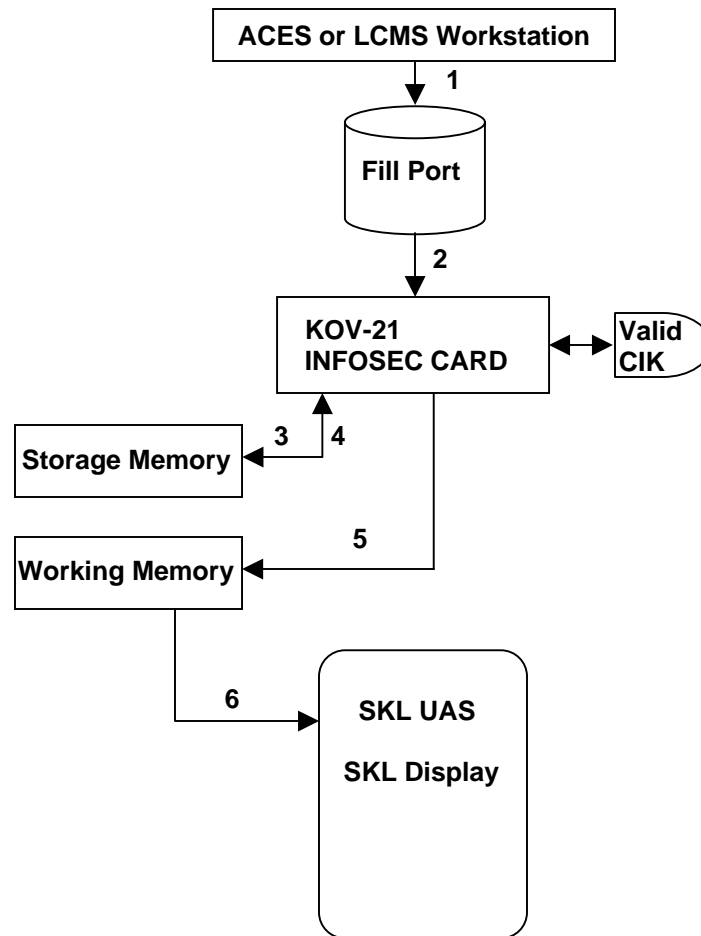 ACES or LCMS Workstation
1
Fill Port
2
KOV-21
INFOSEC CARD
Valid
CIK
3 4
Storage Memory
5
Working Memory
6
SKL UAS
SKL Display